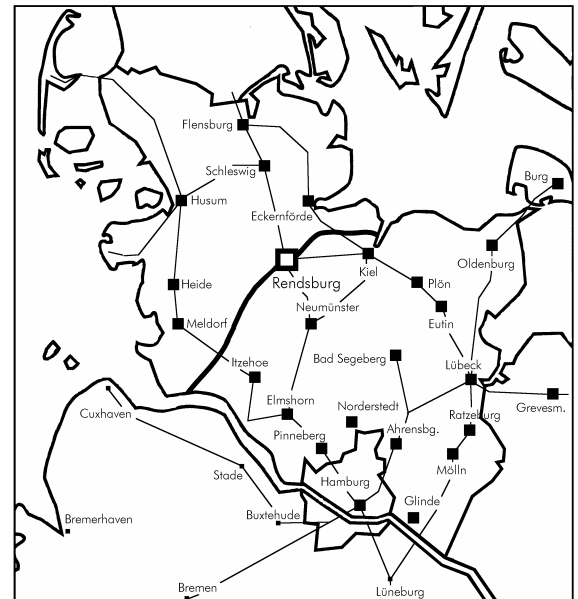 Flensburg
Schleswig
Burg
Husum
Eckernförde
Oldenburg
Kiel
Rendsburg
Heide
Plön
Neumünster
Meldorf
Eutin
Bad Segeberg
Itzehoe
Lübeck
Elmshorn
Norderstedt
Grevesm.
Cuxhaven
Ratzeburg
Pinneberg
Ahrensbg.
Mölln
Stade
Hamburg
Glinde
Bremerhaven
Buxtehude
Bremen
Lüneburg